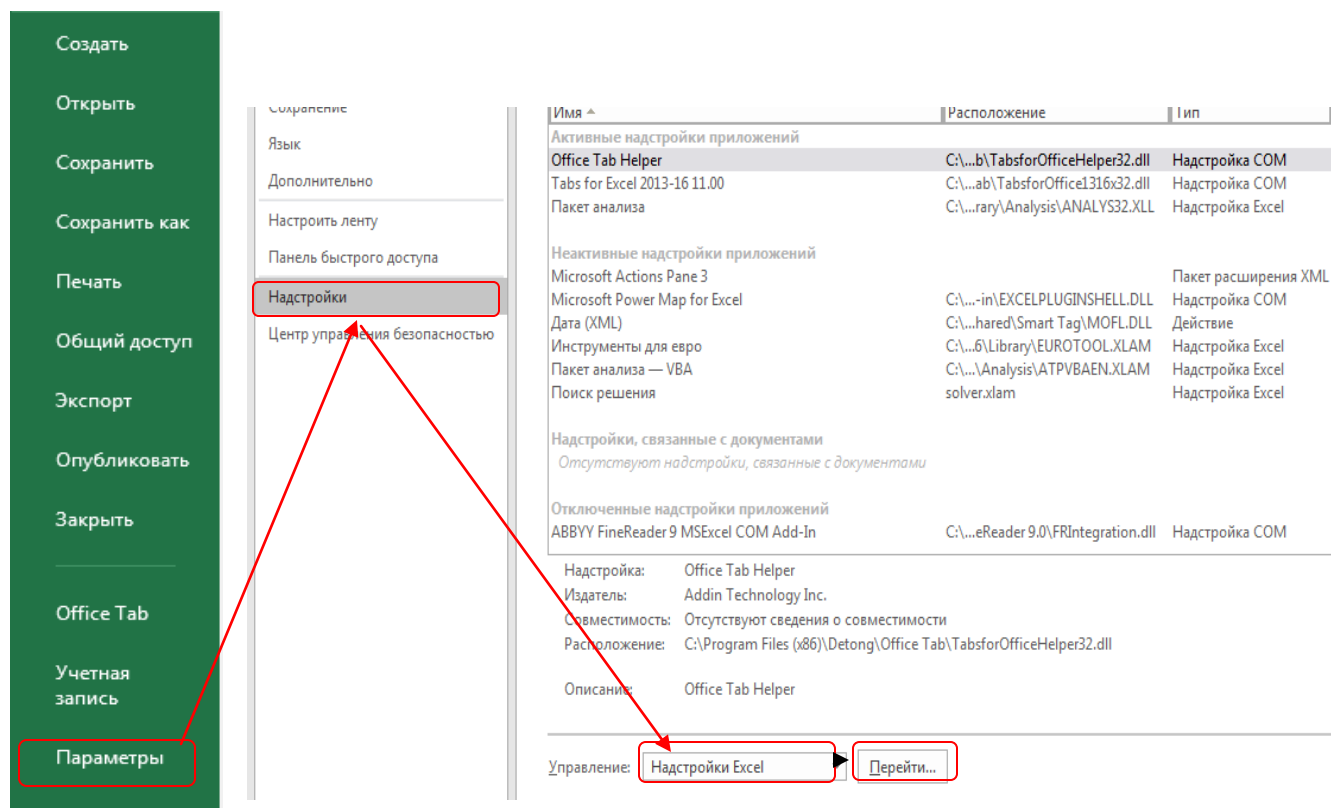 Создать
Открыть
Сохранить
Сохранить как
Печать
Общий доступ
Экспорт
Опубликовать
Закрыть
Office Tab
Учетная
запись
Параметры
Сохранение
Язык
Дополнительно
Настроить ленту
Панель быстрого доступа
Надстройки
Центр управления безопасностью
Имя Расположение Тип
Активные надстройки приложений
Office Tab Helper C:\...b\TabsforOfficeHelper32.dll Надстройка COM
Tabs for Excel 2013-16 11.00 C:\...ab\TabsforOffice1316x32.dll Надстройка COM
Пакет анализа C:\...rary\Analysis\ANALYS32.XLL Надстройка Excel
Неактивные надстройки приложений
Microsoft Actions Pane 3 Пакет расширения XML
Microsoft Power Map for Excel C:\...-in\EXCELPLUGINSHELL.DLL Надстройка COM
Дата (XML) C:\...hared\Smart Tag\MOFL.DLL Действие
Инструменты для евро C:\...6\Library\EUROTOOL.XLAM Надстройка Excel
Пакет анализа — VBA C:\...\Analysis\ATPVBAEN.XLAM Надстройка Excel
Поиск решения solver.xlam Надстройка Excel
Надстройки, связанные с документами
Отсутствуют надстройки, связанные с документами
Отключенные надстройки приложений
ABBYY FineReader 9 MSExcel COM Add-In C:\...eReader 9.0\FRIntegration.dll Надстройка COM
Надстройка: Office Tab Helper
Издатель: Addin Technology Inc.
Совместимость: Отсутствуют сведения о совместимости
Расположение: C:\Program Files (x86)\Detong\Office Tab\TabsforOfficeHelper32.dll
Описание: Office Tab Helper
Управление: Надстройки Excel Перейти...